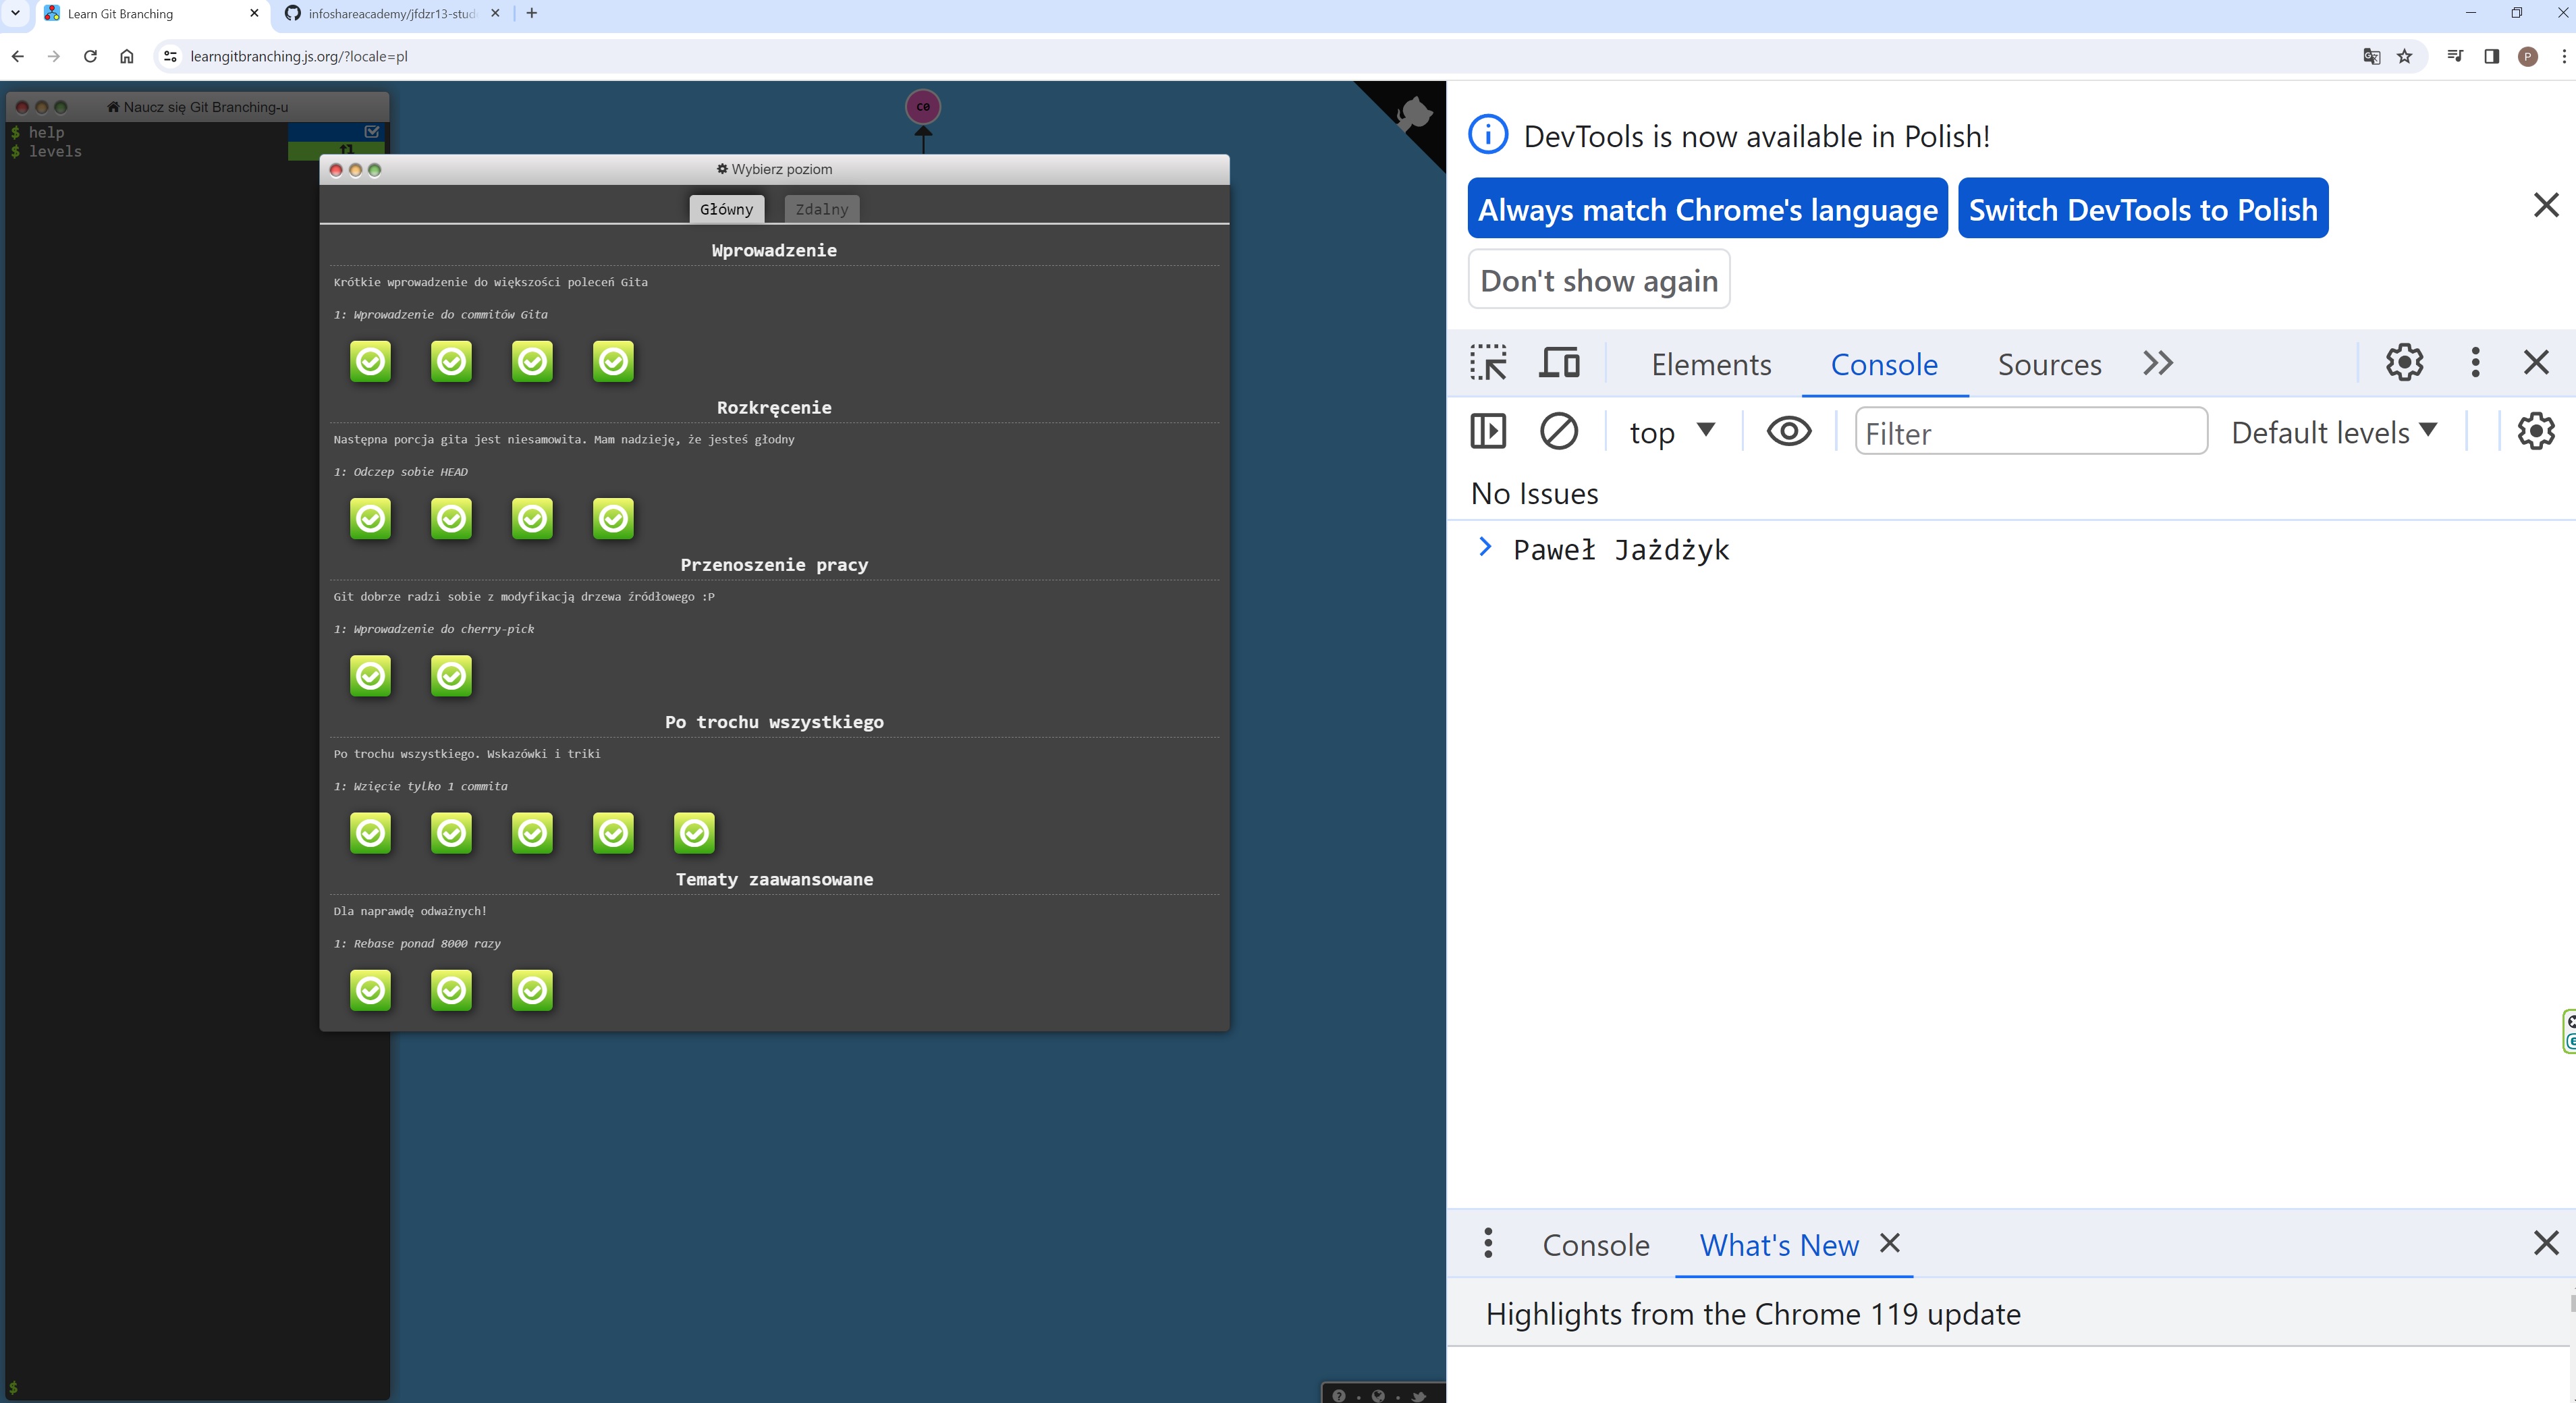 Learn Git Branching
infoshareacademy/jfdzr13-stud
learngitbranching.js.org/?locale=pl
P
Naucz się Git Branching-u
$ help
$ levels
$
c0
Wybierz poziom
Główny
Zdalny
Wprowadzenie
Krótkie wprowadzenie do większości poleceń Gita
1: Wprowadzenie do commitów Gita
Rozkręcenie
Następna porcja gita jest niesamowita. Mam nadzieję, że jesteś głodny
1: Odczep sobie HEAD
Przenoszenie pracy
Git dobrze radzi sobie z modyfikacją drzewa źródłowego :P
1: Wprowadzenie do cherry-pick
Po trochu wszystkiego
Po trochu wszystkiego. Wskazówki i triki
1: Wzięcie tylko 1 commita
Tematy zaawansowane
Dla naprawdę odważnych!
1: Rebase ponad 8000 razy
DevTools is now available in Polish!
Always match Chrome's language
Switch DevTools to Polish
Don't show again
Elements
Console
Sources
top
Filter
Default levels
No Issues
Paweł Jażdżyk
Console
What's New
Highlights from the Chrome 119 update